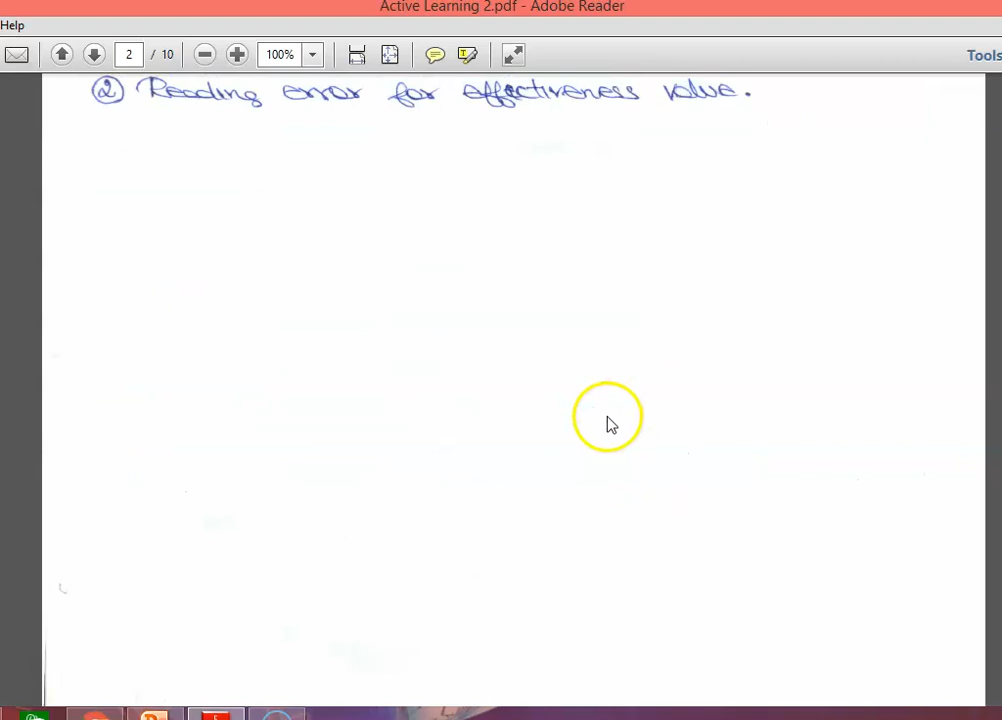 Active Learning 2.pdf - Adobe Reader
Help
2 / 10 100% Tools
② Reading error for effectiveness value.